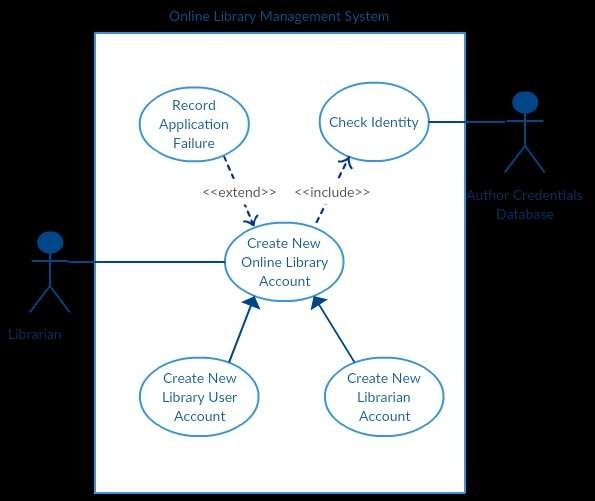 Online Library Management System
Record
Application
Failure
Check Identity
<<extend>>
<<include>>
Author Credentials
Database
Create New
Online Library
Account
Librarian
Create New
Library User
Account
Create New
Librarian
Account